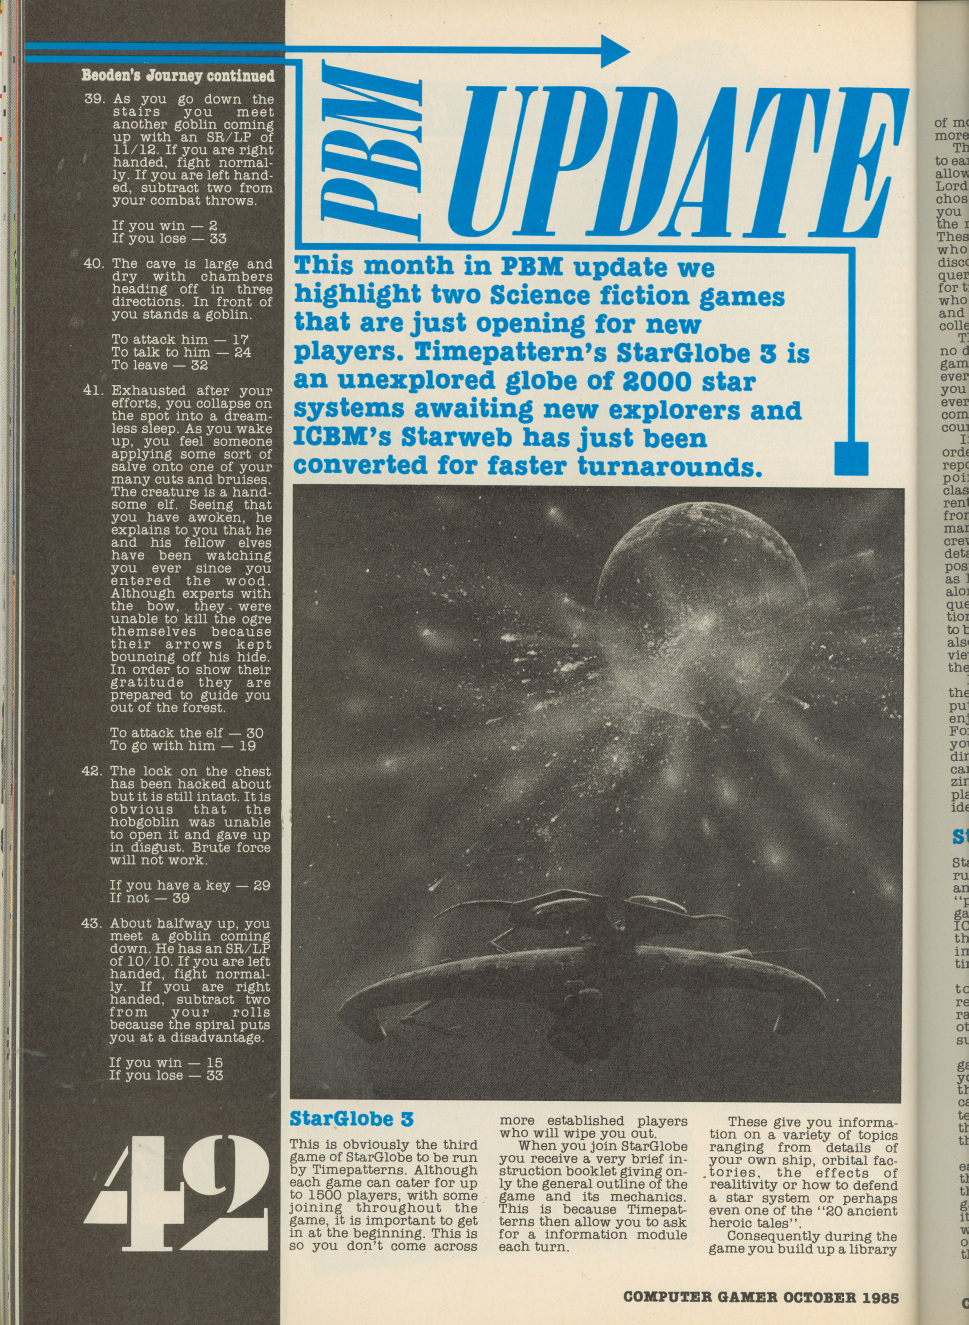 Beoden's Journey continued
39. As you go down the
stairs you meet
another goblin coming
up with an SR/LP of
11/12. If you are right
handed, fight normal-
ly. If you are left hand-
ed, subtract two from
your combat throws.
If you win — 2
If you lose — 33
40. The cave is large and
dry with chambers
heading off in three
directions. In front of
you stands a goblin.
To attack him — 17
To talk to him — 24
To leave — 32
41. Exhausted after your
efforts, you collapse on
the spot into a dream-
less sleep. As you wake
up, you feel someone
applying some sort of
salve onto one of your
many cuts and bruises.
The creature is a hand-
some elf. Seeing that
you have awoken, he
explains to you that he
and his fellow elves
have been watching
you ever since you
entered the wood.
Although experts with
the bow, they were
unable to kill the ogre
themselves because
their arrows kept
bouncing off his hide.
In order to show their
gratitude they are
prepared to guide you
out of the forest.
To attack the elf — 30
To go with him — 19
42. The lock on the chest
has been hacked about
but it is still intact. It is
obvious that the
hobgoblin was unable
to open it and gave up
in disgust. Brute force
will not work.
If you have a key — 29
If not — 39
43. About halfway up, you
meet a goblin coming
down. He has an SR/LP
of 10/10. If you are left
handed, fight normal-
ly. If you are right
handed, subtract two
from your rolls
because the spiral puts
you at a disadvantage.
If you win — 15
If you lose — 33
42
PBM UPDATE
This month in PBM update we
highlight two Science fiction games
that are just opening for new
players. Timepattern's StarGlobe 3 is
an unexplored globe of 2000 star
systems awaiting new explorers and
ICBM's Starweb has just been
converted for faster turnarounds.
StarGlobe 3
This is obviously the third
game of StarGlobe to be run
by Timepatterns. Although
each game can cater for up
to 1500 players, with some
joining throughout the
game, it is important to get
in at the beginning. This is
so you don't come across
more established players
who will wipe you out.
When you join StarGlobe
you receive a very brief in-
struction booklet giving on-
ly the general outline of the
game and its mechanics.
This is because Timepat-
terns then allow you to ask
for a information module
each turn.
These give you informa-
tion on a variety of topics
ranging from details of
your own ship, orbital fac-
tories, the effects of
realitivity or how to defend
a star system or perhaps
even one of the "20 ancient
heroic tales".
Consequently during the
game you build up a library
COMPUTER GAMER OCTOBER 1985